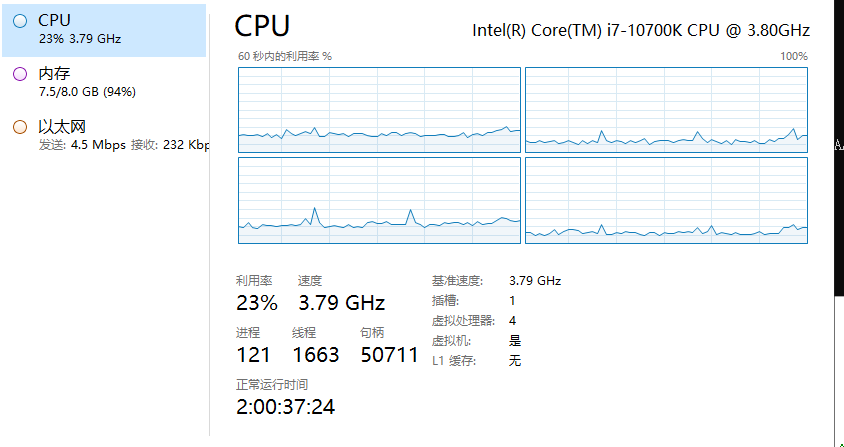 CPU
23% 3.79 GHz
内存
7.5/8.0 GB (94%)
以太网
发送: 4.5 Mbps 接收: 232 Kbp
CPU Intel(R) Core(TM) i7-10700K CPU @ 3.80GHz
60 秒内的利用率 % 100%
利用率 速度
23% 3.79 GHz
进程 线程 句柄
121 1663 50711
正常运行时间
2:00:37:24
基准速度: 3.79 GHz
插槽: 1
虚拟处理器: 4
虚拟机: 是
L1 缓存: 无